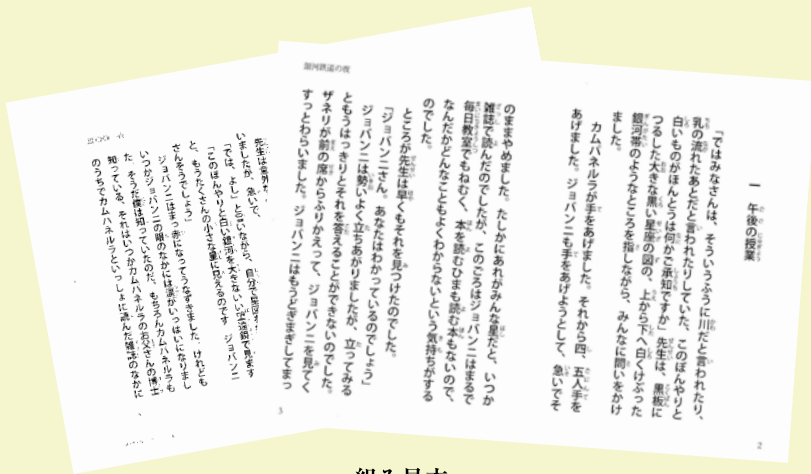 一 午後の授業
「ではみなさんは、そういうふうに川だと言われたり、
乳の流れたあとだと言われたりしていた、このぼんやりと
白いものがほんとうは何かご承知ですか」先生は、黒板に
つるした大きな黒い星座の図の、上から下へ白くけぶった
銀河帯のようなところを指しながら、みんなに問いをかけ
ました。
カムパネルラが手をあげました。それから四、五人手を
あげました。ジョバンニも手をあげようとして、急いでそ
2
銀河鉄道の夜
のままやめました。たしかにあれがみんな星だと、いつか
雑誌で読んだのでしたが、このごろはジョバンニはまるで
毎日教室でもねむく、本を読むひまも読む本もないので、
なんだかどんなこともよくわからないという気持ちがする
のでした。
ところが先生は早くもそれを見つけたのでした。
「ジョバンニさん。あなたはわかっているのでしょう」
ジョバンニは勢いよく立ちあがりましたが、立ってみる
ともうはっきりとそれを答えることができないのでした。
ザネリが前の席からふりかえって、ジョバンニを見てく
すっとわらいました。ジョバンニはもうどぎまぎしてまっ
3
先生は意外な
いましたが、急いで、
「では、よし」と言いながら、自分で星図を
「このぼんやりと白い銀河を大きないい望遠鏡で見ます
と、もうたくさんの小さな星に見えるのです ジョバンニ
さんそうでしょう」
ジョバンニはまっ赤になってうなずきました。けれども
いつかジョバンニの眼のなかには涙がいっぱいになりまし
た。そうだ僕は知っていたのだ、もちろんカムパネルラも
知っている、それはいつかカムパネルラのお父さんの博士
のうちでカムパネルラといっしょに読んだ雑誌のなかに
組み見本